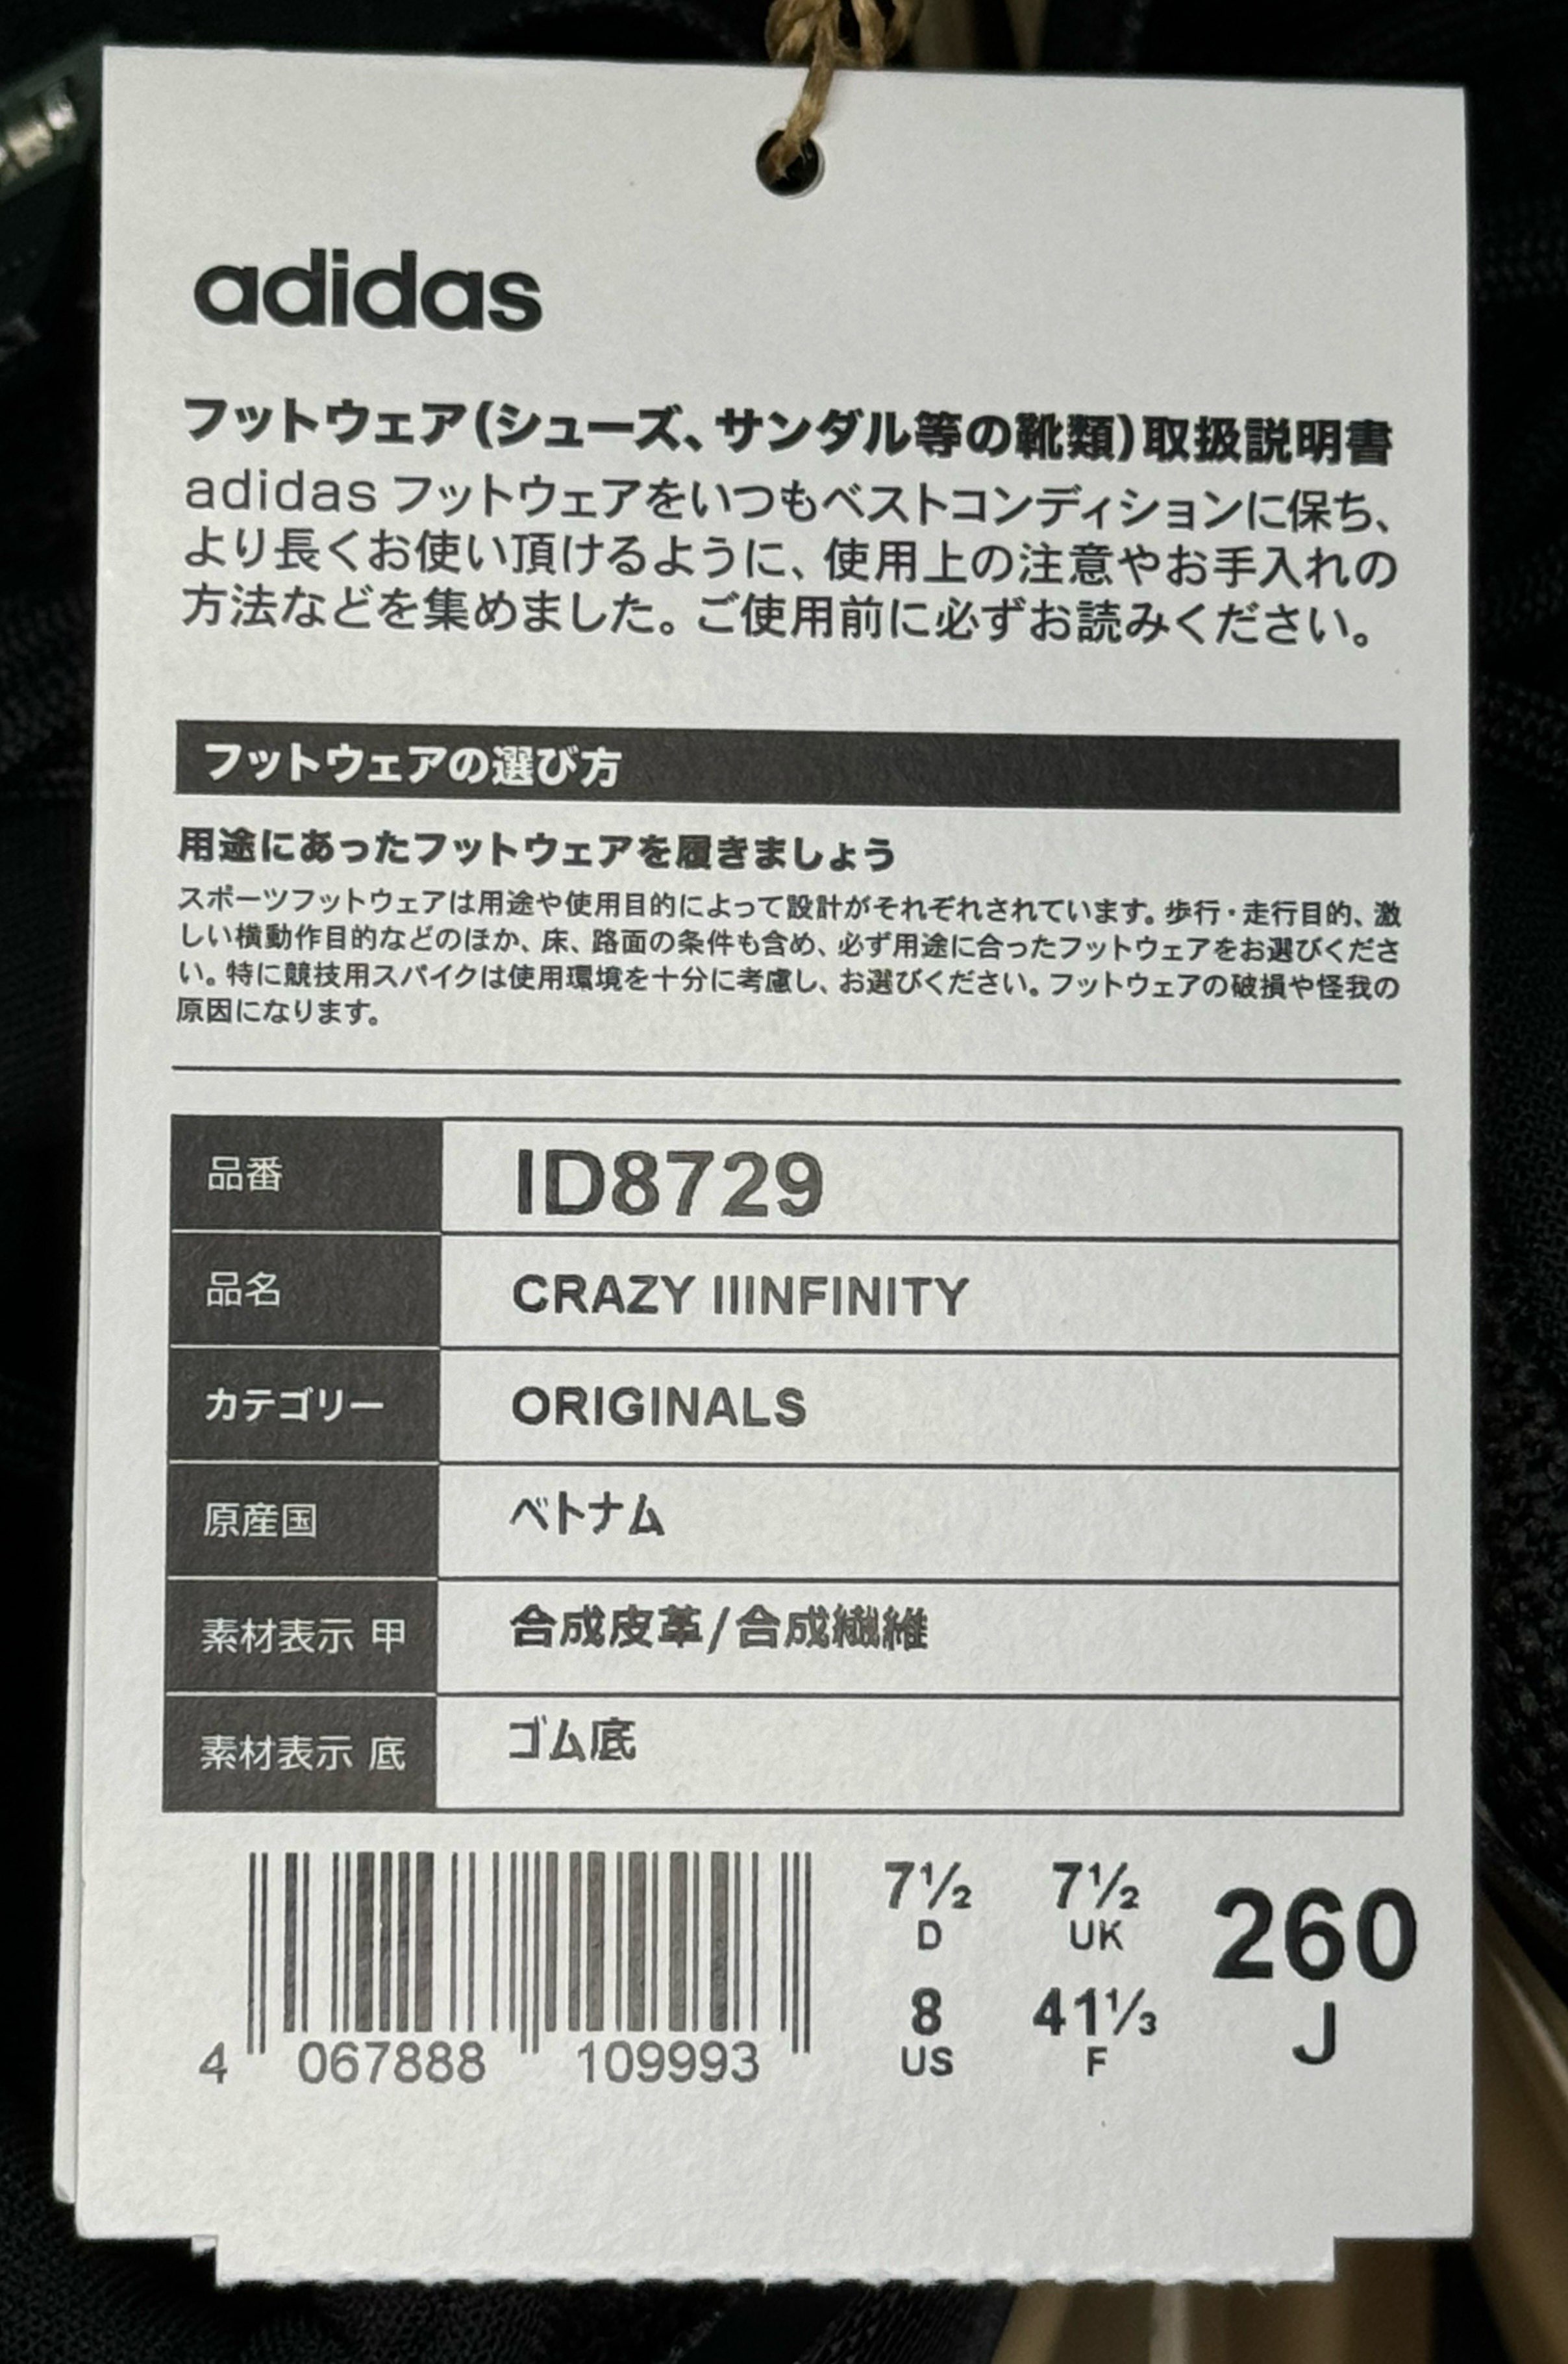 adidas
フットウェア(シューズ、サンダル等の靴類)取扱説明書
adidas フットウェアをいつもベストコンディションに保ち、
より長くお使い頂けるように、使用上の注意やお手入れの
方法などを集めました。ご使用前に必ずお読みください。
フットウェアの選び方
用途にあったフットウェアを履きましょう
スポーツフットウェアは用途や使用目的によって設計がそれぞれされています。歩行・走行目的、激
しい横動作目的などのほか、床、路面の条件も含め、必ず用途に合ったフットウェアをお選びくださ
い。特に競技用スパイクは使用環境を十分に考慮し、お選びください。フットウェアの破損や怪我の
原因になります。
品番 ID8729
品名 CRAZY IIINFINITY
カテゴリー ORIGINALS
原産国 ベトナム
素材表示 甲 合成皮革/合成繊維
素材表示 底 ゴム底
7½ 7½ 260
D UK
8 41⅓ J
US F
4 067888 109993